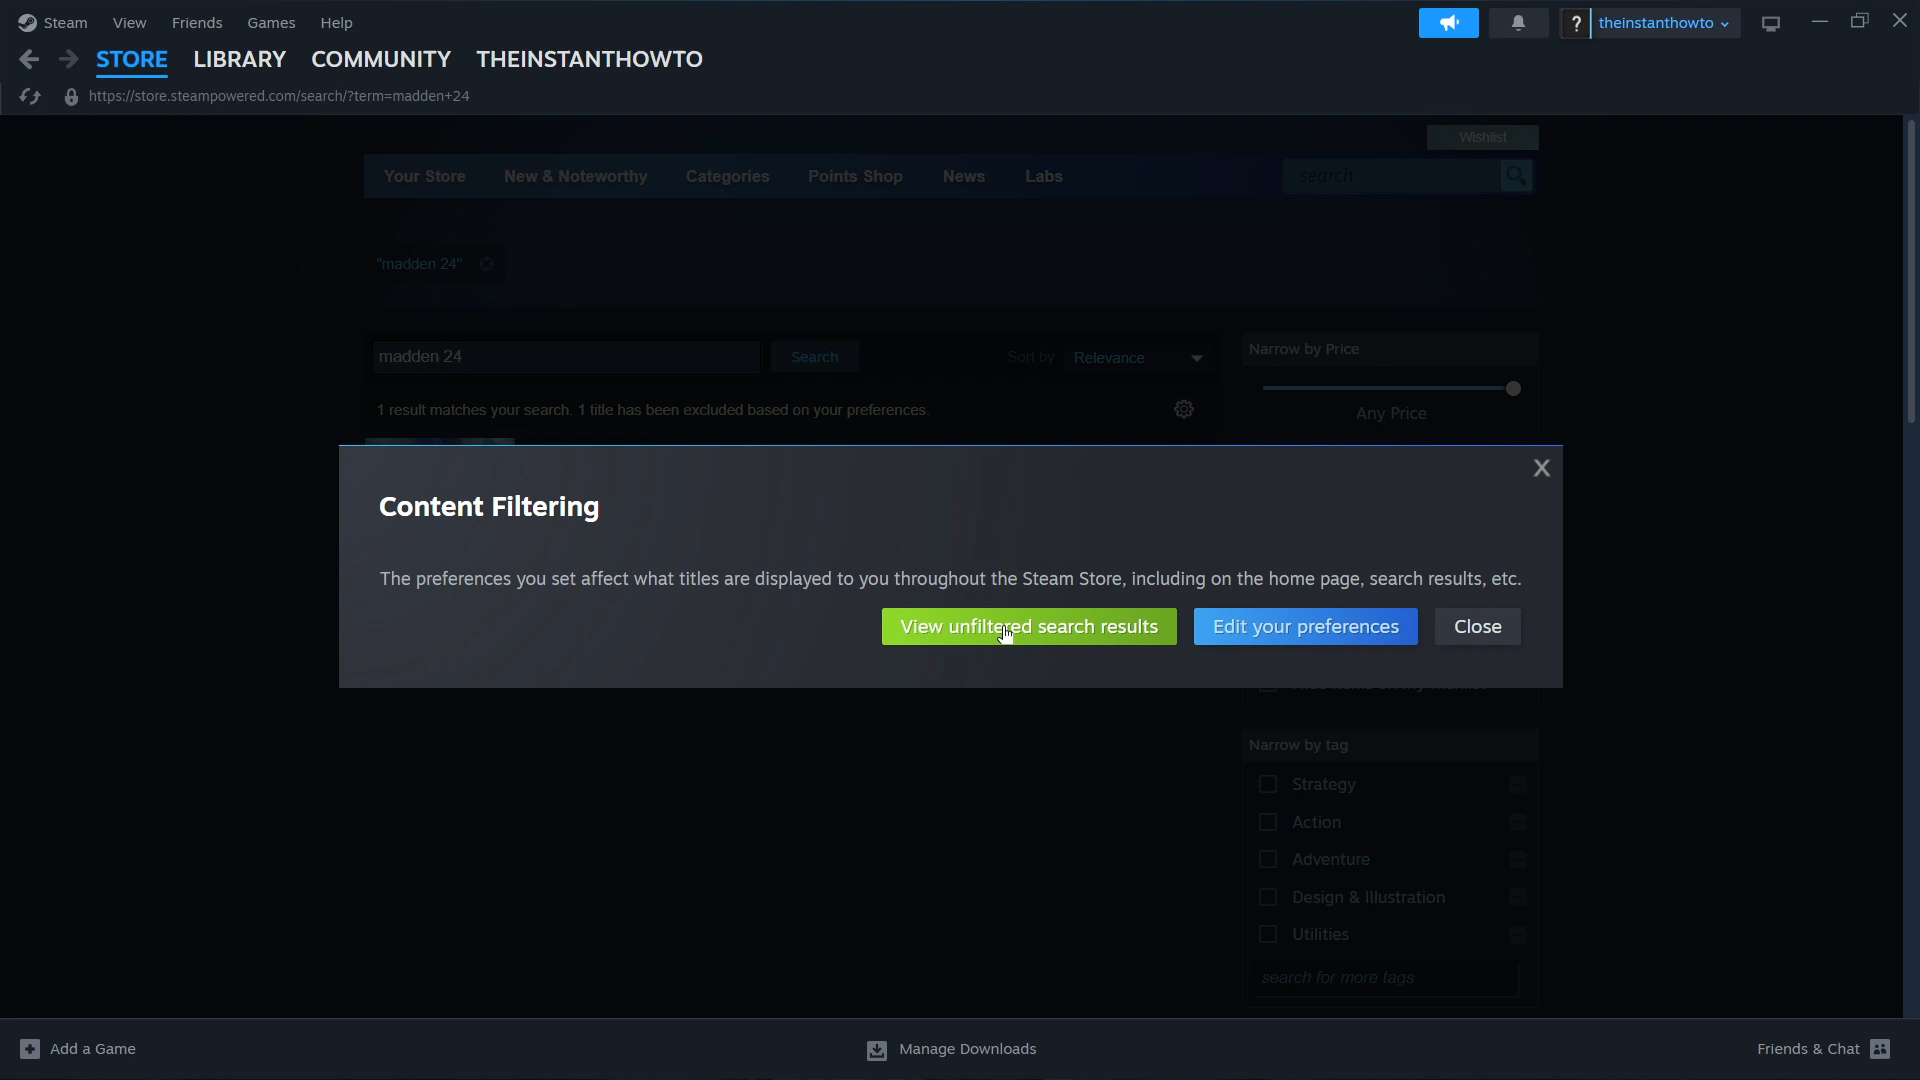 Steam View Friends Games Help ? theinstanthowto
STORE LIBRARY COMMUNITY THEINSTANTHOWTO
https://store.steampowered.com/search/?term=madden+24
Wishlist
Your Store New & Noteworthy Categories Points Shop News Labs search
"madden 24"
madden 24 Search Sort by Relevance
Narrow by Price
Any Price
1 result matches your search. 1 title has been excluded based on your preferences.
X
Content Filtering
The preferences you set affect what titles are displayed to you throughout the Steam Store, including on the home page, search results, etc.
View unfiltered search results Edit your preferences Close
Narrow by tag
Strategy
Action
Adventure
Design & Illustration
Utilities
search for more tags
Add a Game Manage Downloads Friends & Chat